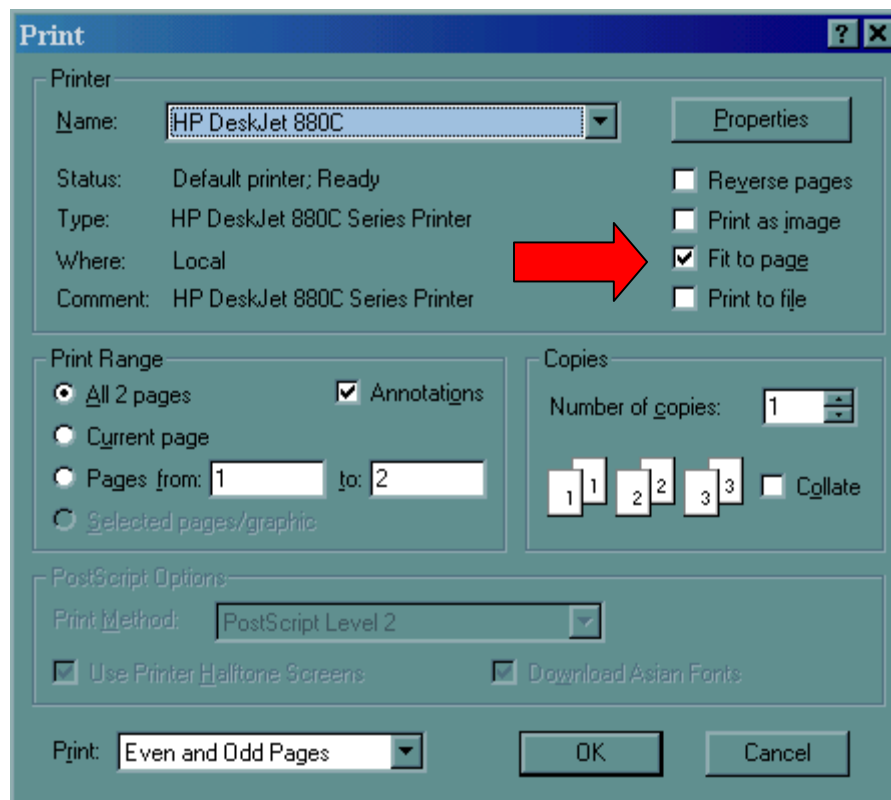 Print
Printer
Name: HP DeskJet 880C Properties
Status: Default printer; Ready Reverse pages
Type: HP DeskJet 880C Series Printer Print as image
Where: Local Fit to page
Comment: HP DeskJet 880C Series Printer Print to file
Print Range
All 2 pages Annotations
Current page
Pages from: 1 to: 2
Selected pages/graphic
Copies
Number of copies: 1
1 1 2 2 3 3 Collate
PostScript Options
Print Method: PostScript Level 2
Use Printer Halftone Screens Download Asian Fonts
Print: Even and Odd Pages OK Cancel